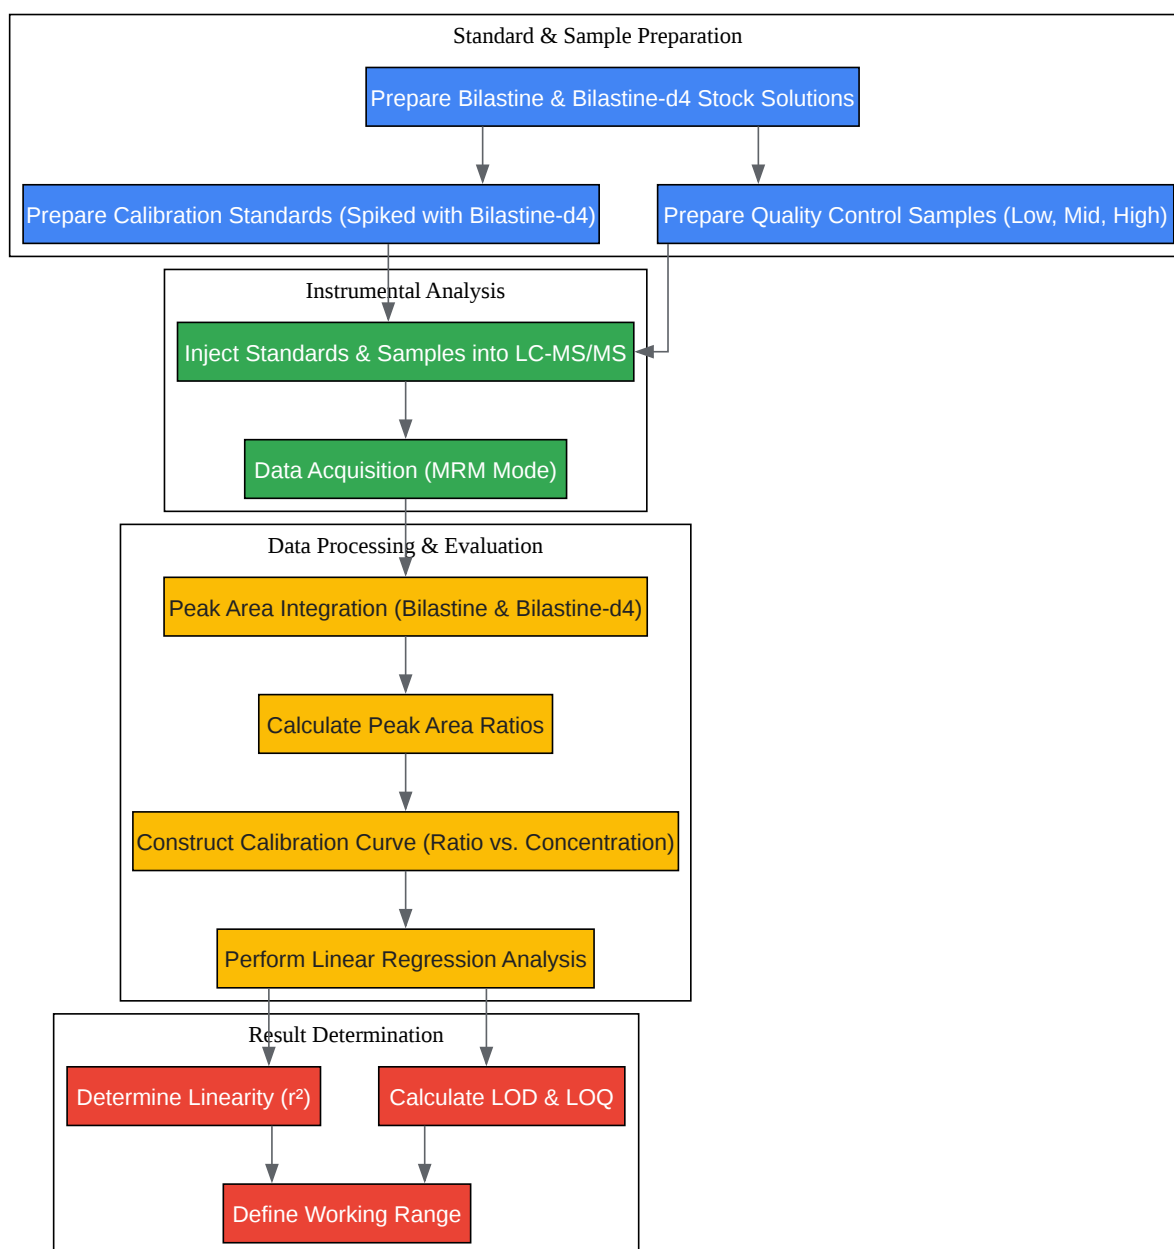 Standard & Sample Preparation
Prepare Bilastine & Bilastine-d4 Stock Solutions
Prepare Calibration Standards (Spiked with Bilastine-d4)
Prepare Quality Control Samples (Low, Mid, High)
Instrumental Analysis
Inject Standards & Samples into LC-MS/MS
Data Acquisition (MRM Mode)
Data Processing & Evaluation
Peak Area Integration (Bilastine & Bilastine-d4)
Calculate Peak Area Ratios
Construct Calibration Curve (Ratio vs. Concentration)
Perform Linear Regression Analysis
Result Determination
Determine Linearity (r²)
Calculate LOD & LOQ
Define Working Range